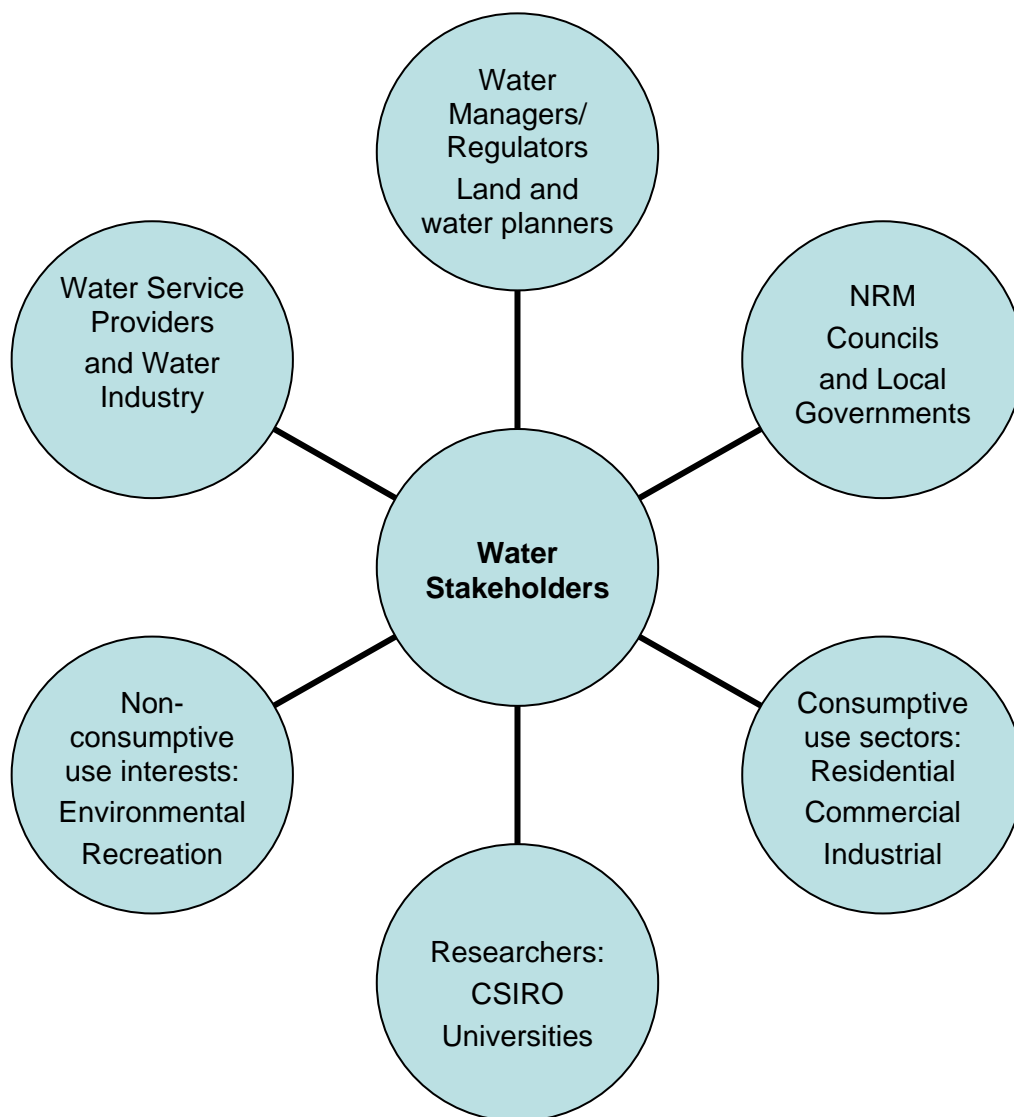 Water
Managers/
Regulators
Land and
water planners
Water Service
Providers
and Water
Industry
NRM
Councils
and Local
Governments
Water
Stakeholders
Non-
consumptive
use interests:
Environmental
Recreation
Consumptive
use sectors:
Residential
Commercial
Industrial
Researchers:
CSIRO
Universities